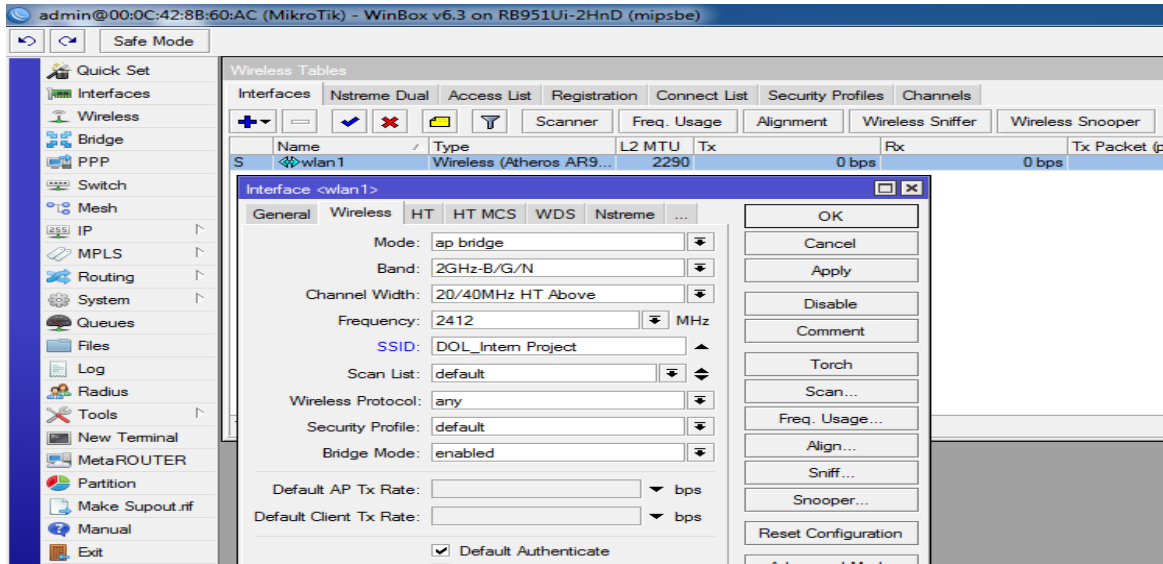 admin@00:0C:42:8B:60:AC (MikroTik) - WinBox v6.3 on RB951Ui-2HnD (mipsbe)
Safe Mode
Quick Set
Interfaces
Wireless
Bridge
PPP
Switch
Mesh
IP
MPLS
Routing
System
Queues
Files
Log
Radius
Tools
New Terminal
MetaROUTER
Partition
Make Supout.rif
Manual
Exit
Wireless Tables
Interfaces Nstreme Dual Access List Registration Connect List Security Profiles Channels
Scanner Freq. Usage Alignment Wireless Sniffer Wireless Snooper
Name Type L2 MTU Tx Rx Tx Packet (p
S wlan1 Wireless (Atheros AR9... 2290 0 bps 0 bps
Interface <wlan1>
General Wireless HT HT MCS WDS Nstreme ...
Mode: ap bridge
Band: 2GHz-B/G/N
Channel Width: 20/40MHz HT Above
Frequency: 2412 MHz
SSID: DOL_Intern Project
Scan List: default
Wireless Protocol: any
Security Profile: default
Bridge Mode: enabled
Default AP Tx Rate: bps
Default Client Tx Rate: bps
Default Authenticate
OK
Cancel
Apply
Disable
Comment
Torch
Scan...
Freq. Usage...
Align...
Sniff...
Snooper...
Reset Configuration